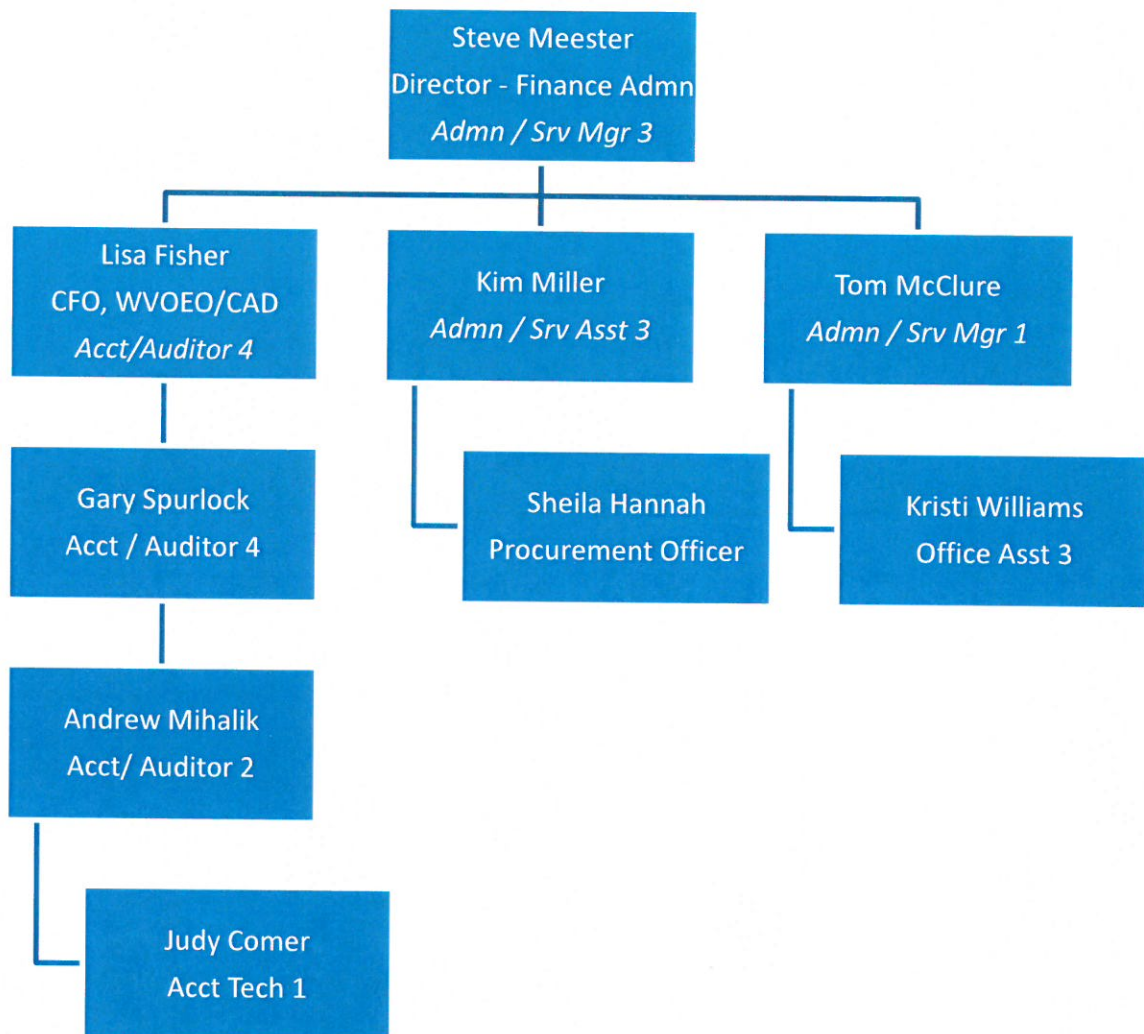 Steve Meester
Director - Finance Admn
Admn / Srv Mgr 3
Lisa Fisher
CFO, WVOEO/CAD
Acct/Auditor 4
Kim Miller
Admn / Srv Asst 3
Tom McClure
Admn / Srv Mgr 1
Gary Spurlock
Acct / Auditor 4
Sheila Hannah
Procurement Officer
Kristi Williams
Office Asst 3
Andrew Mihalik
Acct/ Auditor 2
Judy Comer
Acct Tech 1